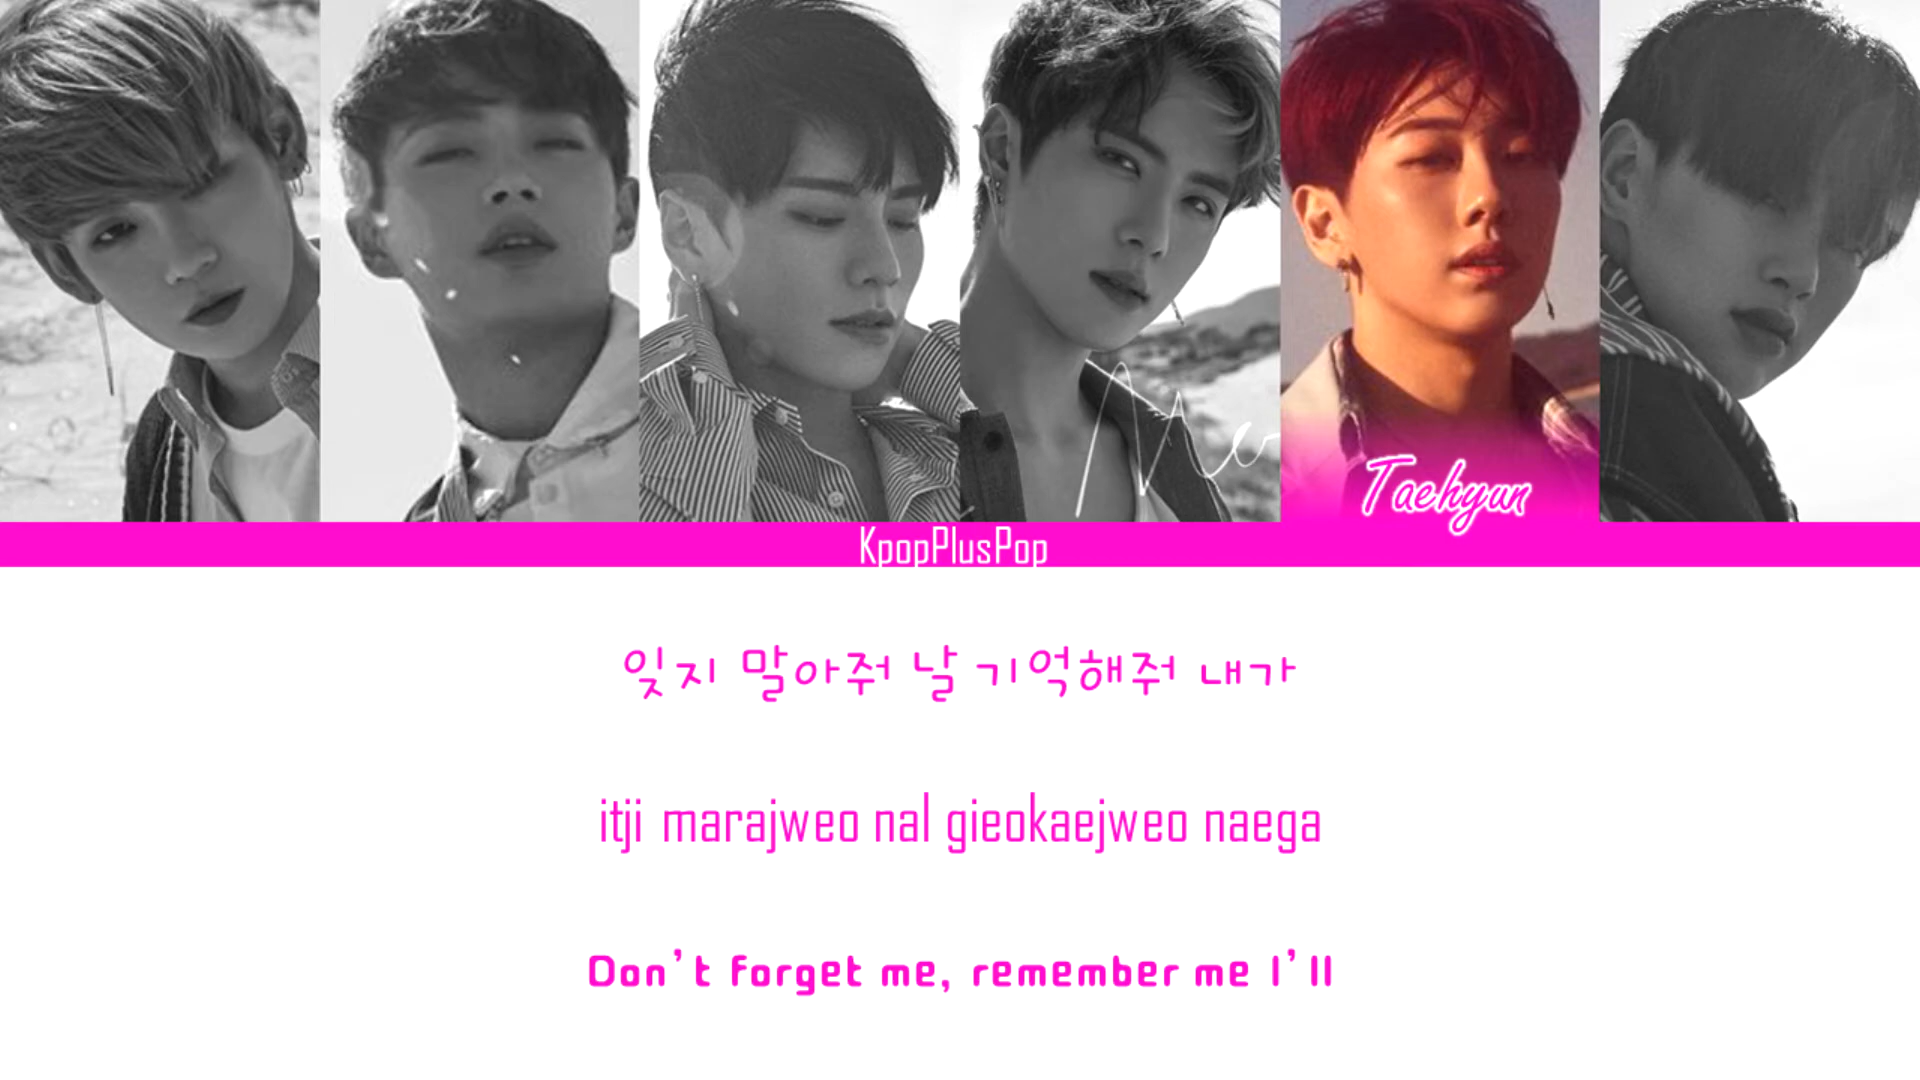 Me
Taehyun
KpopPlusPop
잊지 말아줘 날 기억해줘 내가
itji marajweo nal gieokaejweo naega
Don't forget me, remember me I'll